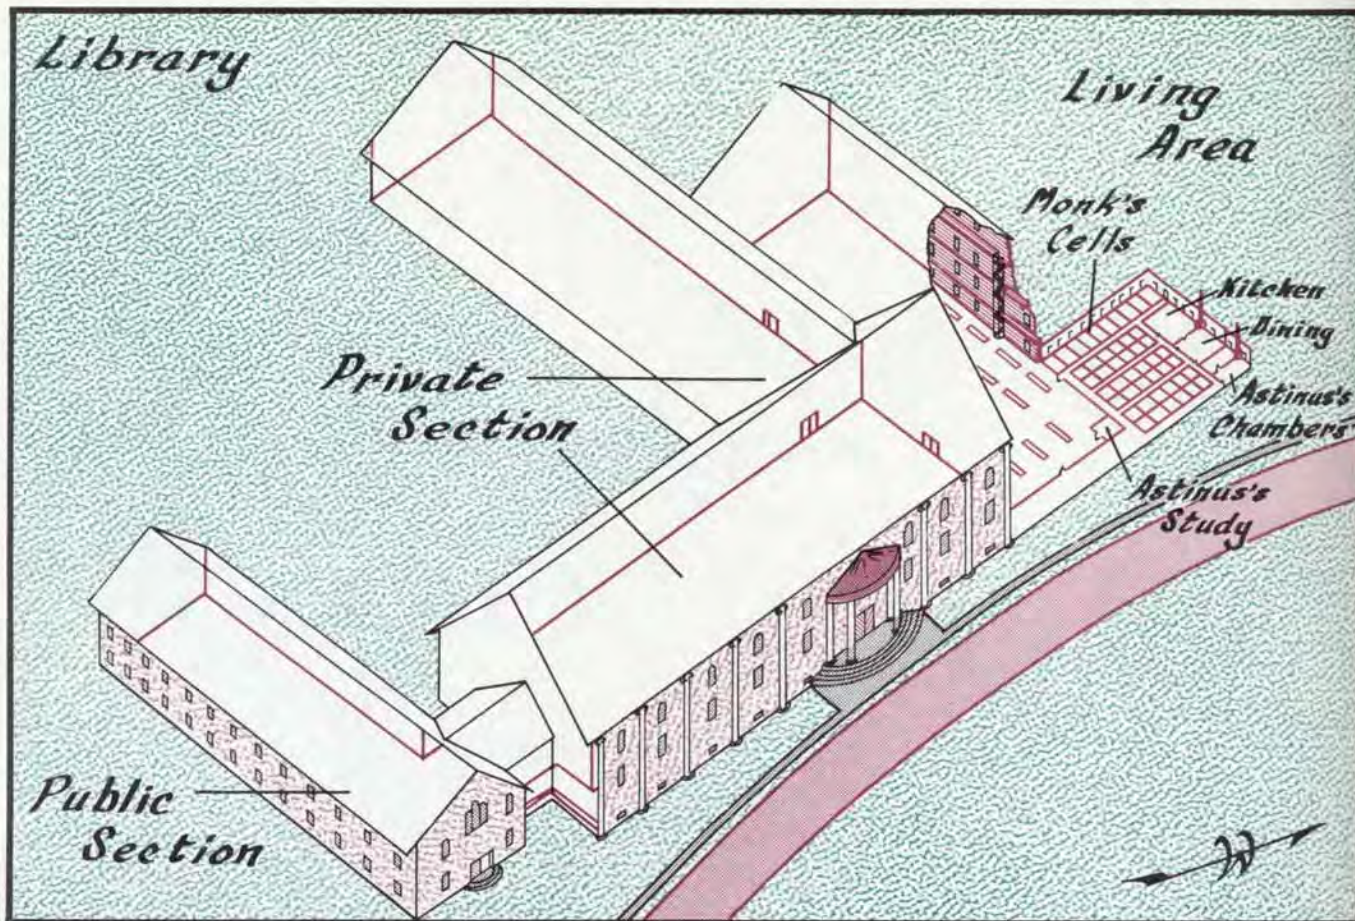 Library
Living
Area
Monk's
Cells
Kitchen
Dining
Private
Section
Astinus's
Chambers
Astinus's
Study
Public
Section